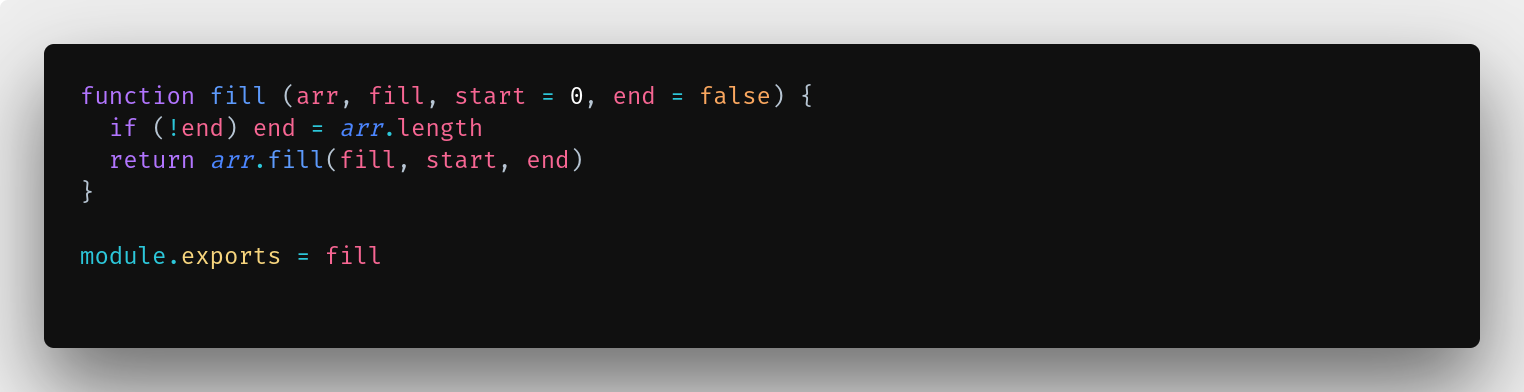 function fill (arr, fill, start = 0, end = false) {
  if (!end) end = arr.length
  return arr.fill(fill, start, end)
}

module.exports = fill